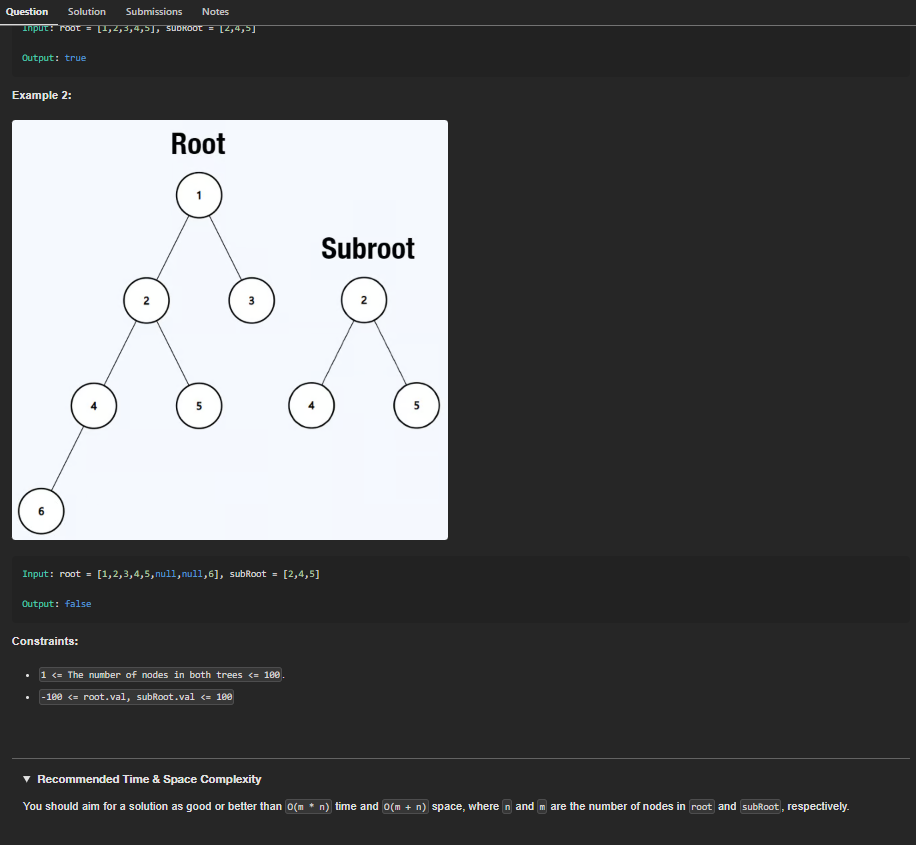 Question Solution Submissions Notes
Input: root = [1,2,3,4,5], subRoot = [2,4,5]
Output: true
Example 2:
Root
1
Subroot
2 3 2
4 5 4 5
6
Input: root = [1,2,3,4,5,null,null,6], subRoot = [2,4,5]
Output: false
Constraints:
• 1 <= The number of nodes in both trees <= 100.
• -100 <= root.val, subRoot.val <= 100
▼ Recommended Time & Space Complexity
You should aim for a solution as good or better than O(m * n) time and O(m + n) space, where n and m are the number of nodes in root and subRoot, respectively.